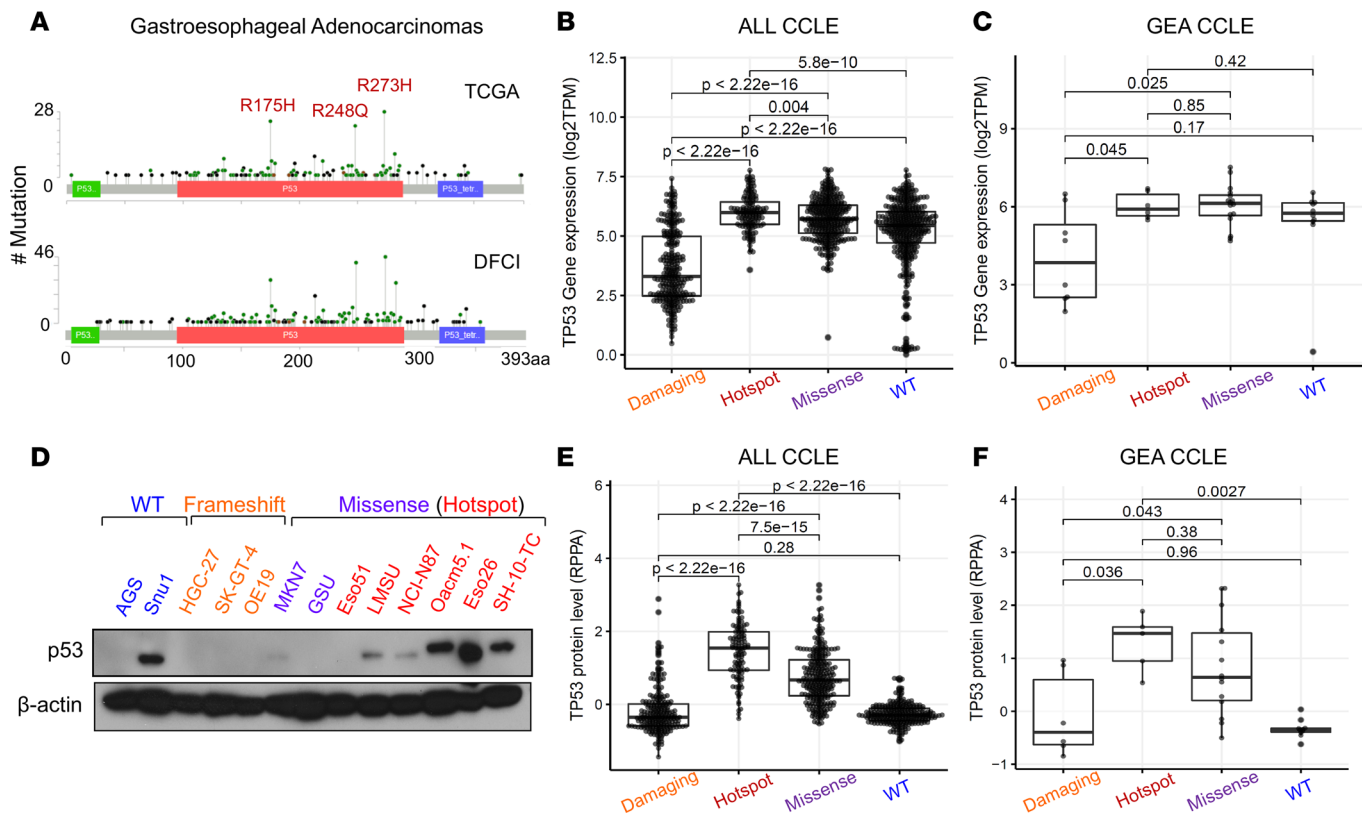 A
Gastroesophageal Adenocarcinomas
# Mutation
28
0
R175H
R248Q
R273H
TCGA
P53..
P53
P53_tetr..
46
0
DFCI
P53..
P53
P53_tetr..
0
100
200
300
393aa
B
ALL CCLE
TP53 Gene expression (log2TPM)
12.5
10.0
7.5
5.0
2.5
0.0
5.8e−10
p < 2.22e−16
0.004
p < 2.22e−16
p < 2.22e−16
Damaging
Hotspot
Missense
WT
C
GEA CCLE
TP53 Gene expression (log2TPM)
9
6
3
0
0.42
0.025
0.85
0.17
0.045
Damaging
Hotspot
Missense
WT
D
WT
Frameshift
Missense (Hotspot)
AGS
Snu1
HGC-27
SK-GT-4
OE19
MKN7
GSU
Eso51
LMSU
NCI-N87
Oacm5.1
Eso26
SH-10-TC
p53
β-actin
E
ALL CCLE
TP53 protein level (RPPA)
6
4
2
0
p < 2.22e−16
p < 2.22e−16
7.5e−15
0.28
p < 2.22e−16
Damaging
Hotspot
Missense
WT
F
GEA CCLE
TP53 protein level (RPPA)
4
3
2
1
0
−1
0.0027
0.043
0.38
0.96
0.036
Damaging
Hotspot
Missense
WT